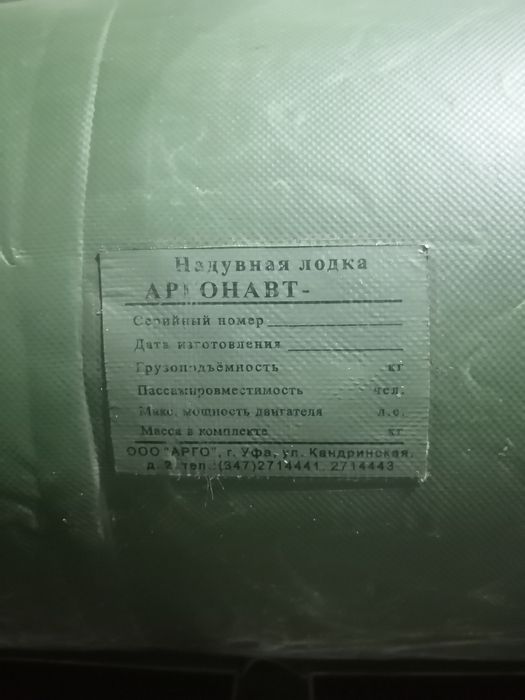 Надувная лодка
АРГОНАВТ-
Серийный номер
Дата изготовления
Грузоподъёмность кг
Пассажировместимость чел.
Макс. мощность двигателя л.с.
Масса в комплекте кг
ООО "АРГО", г. Уфа, ул. Кандринская,
д. 2, тел.:(347)2714441, 2714443